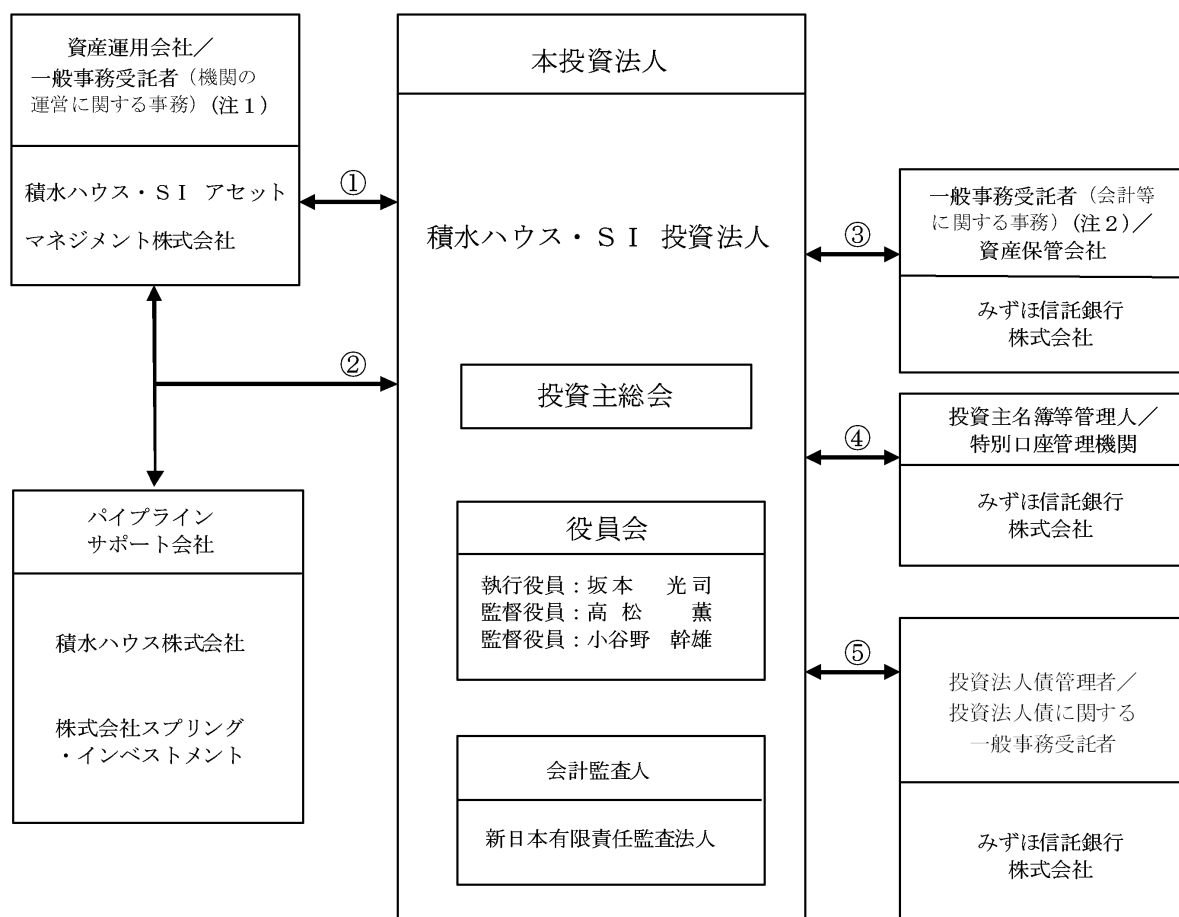 資産運用会社／
一般事務受託者（機関の
運営に関する事務）(注１)
積水ハウス・ＳＩ アセット
マネジメント株式会社
①
②
パイプライン
サポート会社
積水ハウス株式会社
株式会社スプリング
・インベストメント
本投資法人
積水ハウス・ＳＩ 投資法人
投資主総会
役員会
執行役員：坂本　光司
監督役員：高松　薫
監督役員：小谷野　幹雄
会計監査人
新日本有限責任監査法人
③
一般事務受託者（会計等
に関する事務）(注２)／
資産保管会社
みずほ信託銀行
株式会社
④
投資主名簿等管理人／
特別口座管理機関
みずほ信託銀行
株式会社
⑤
投資法人債管理者／
投資法人債に関する
一般事務受託者
みずほ信託銀行
株式会社